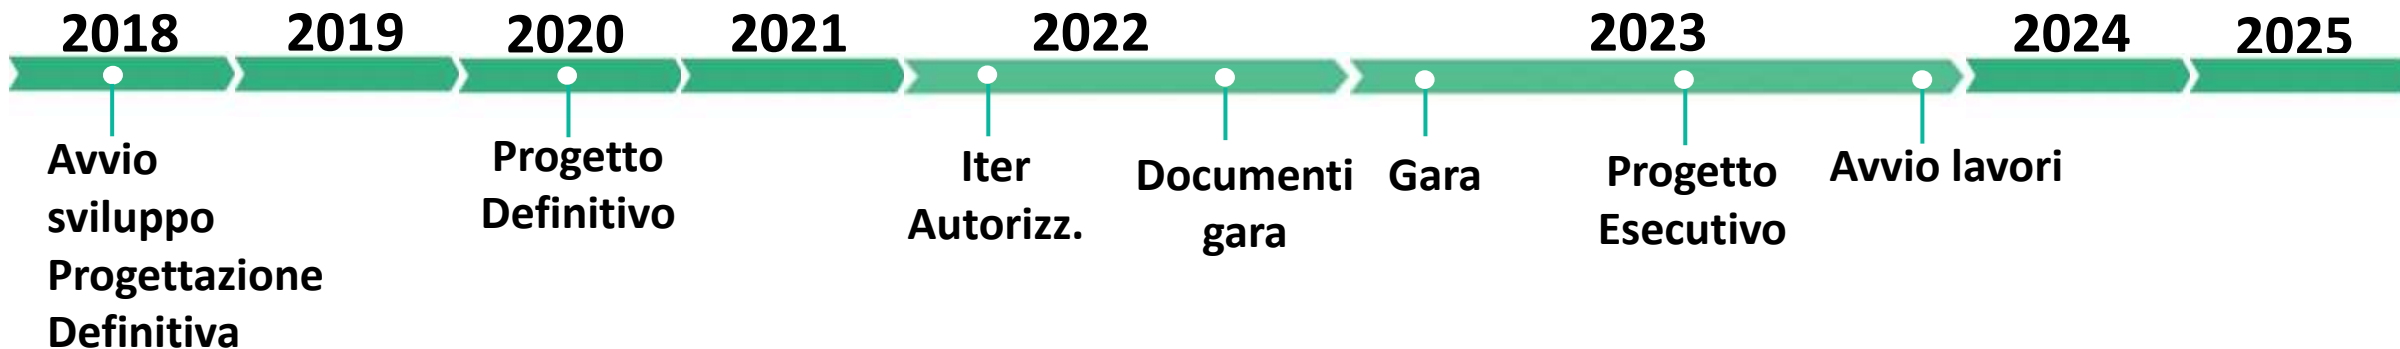 2018 2019 2020 2021 2022 2023 2024 2025
Avvio
sviluppo
Progettazione
Definitiva
Progetto
Definitivo
Iter
Autorizz.
Documenti
gara
Gara
Progetto
Esecutivo
Avvio lavori